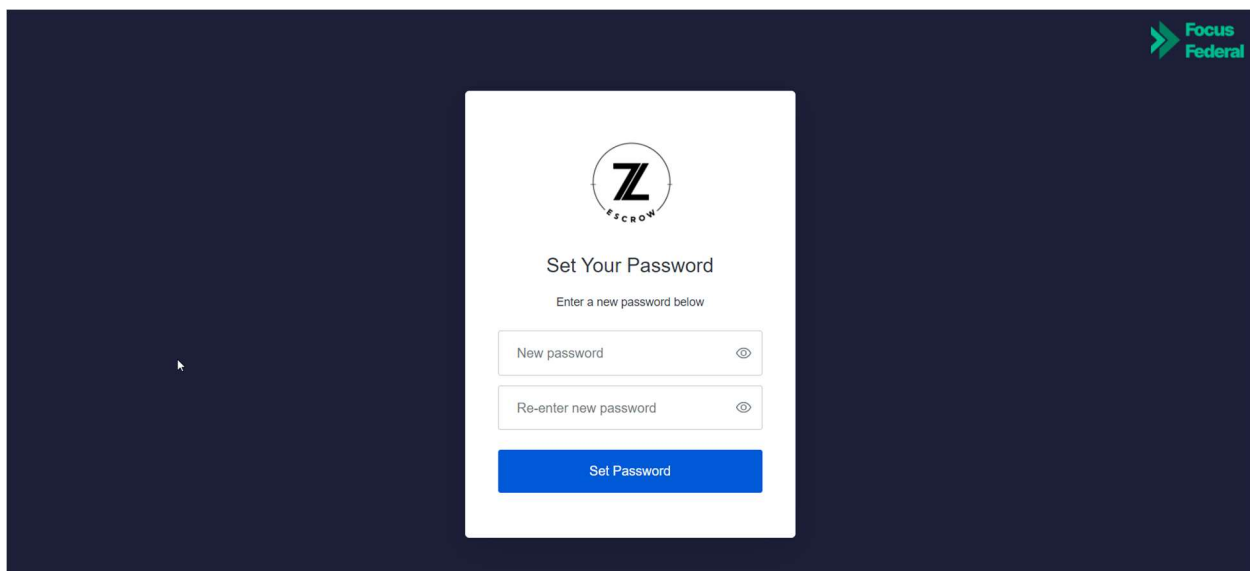 Focus
Federal
Z
ESCROW
Set Your Password
Enter a new password below
New password
Re-enter new password
Set Password